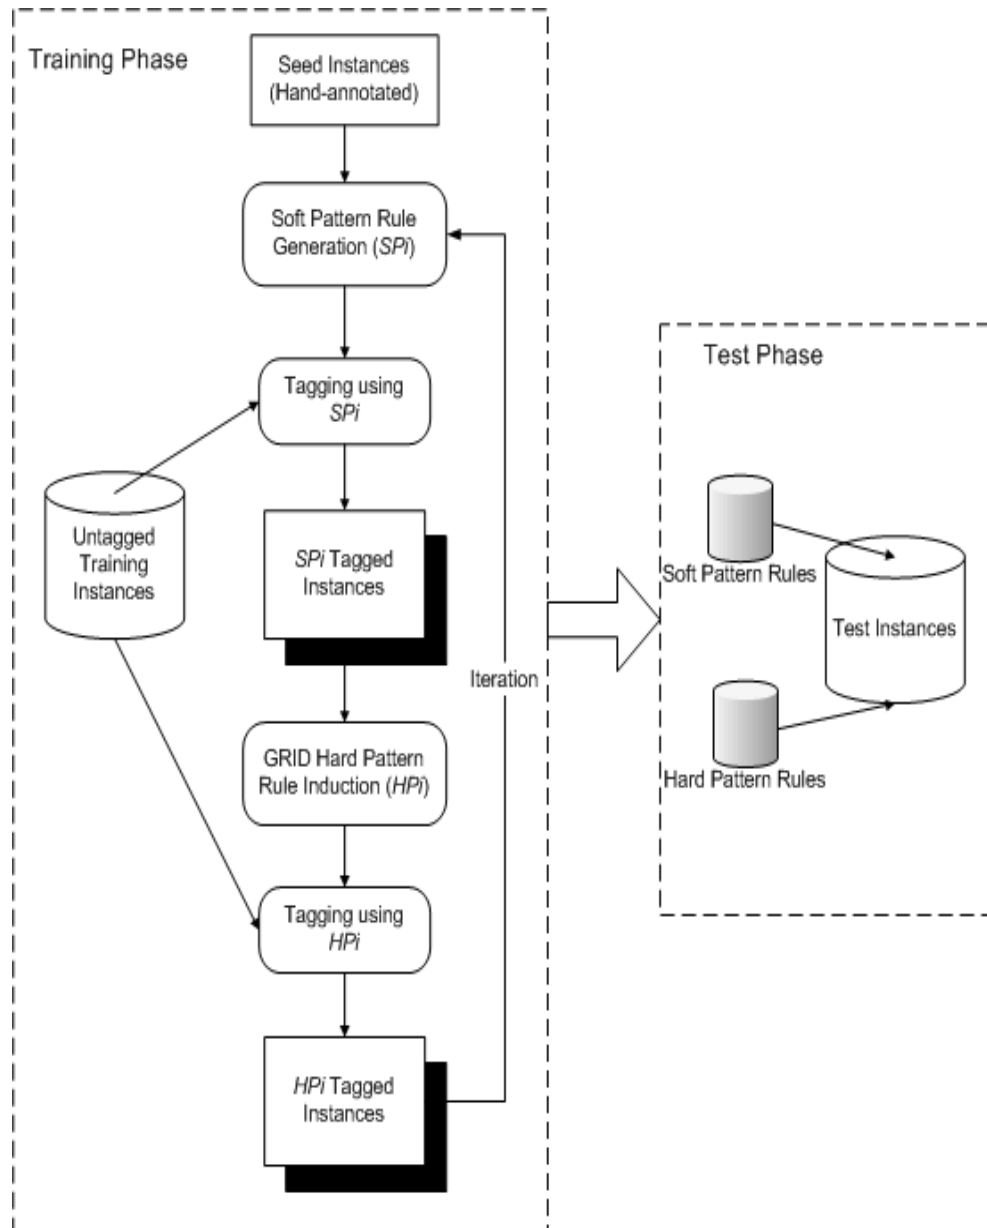 Training Phase
Seed Instances
(Hand-annotated)
Soft Pattern Rule
Generation (SPi)
Tagging using
SPi
Untagged
Training
Instances
SPi Tagged
Instances
Iteration
GRID Hard Pattern
Rule Induction (HPi)
Tagging using
HPi
HPi Tagged
Instances
Test Phase
Soft Pattern Rules
Test Instances
Hard Pattern Rules